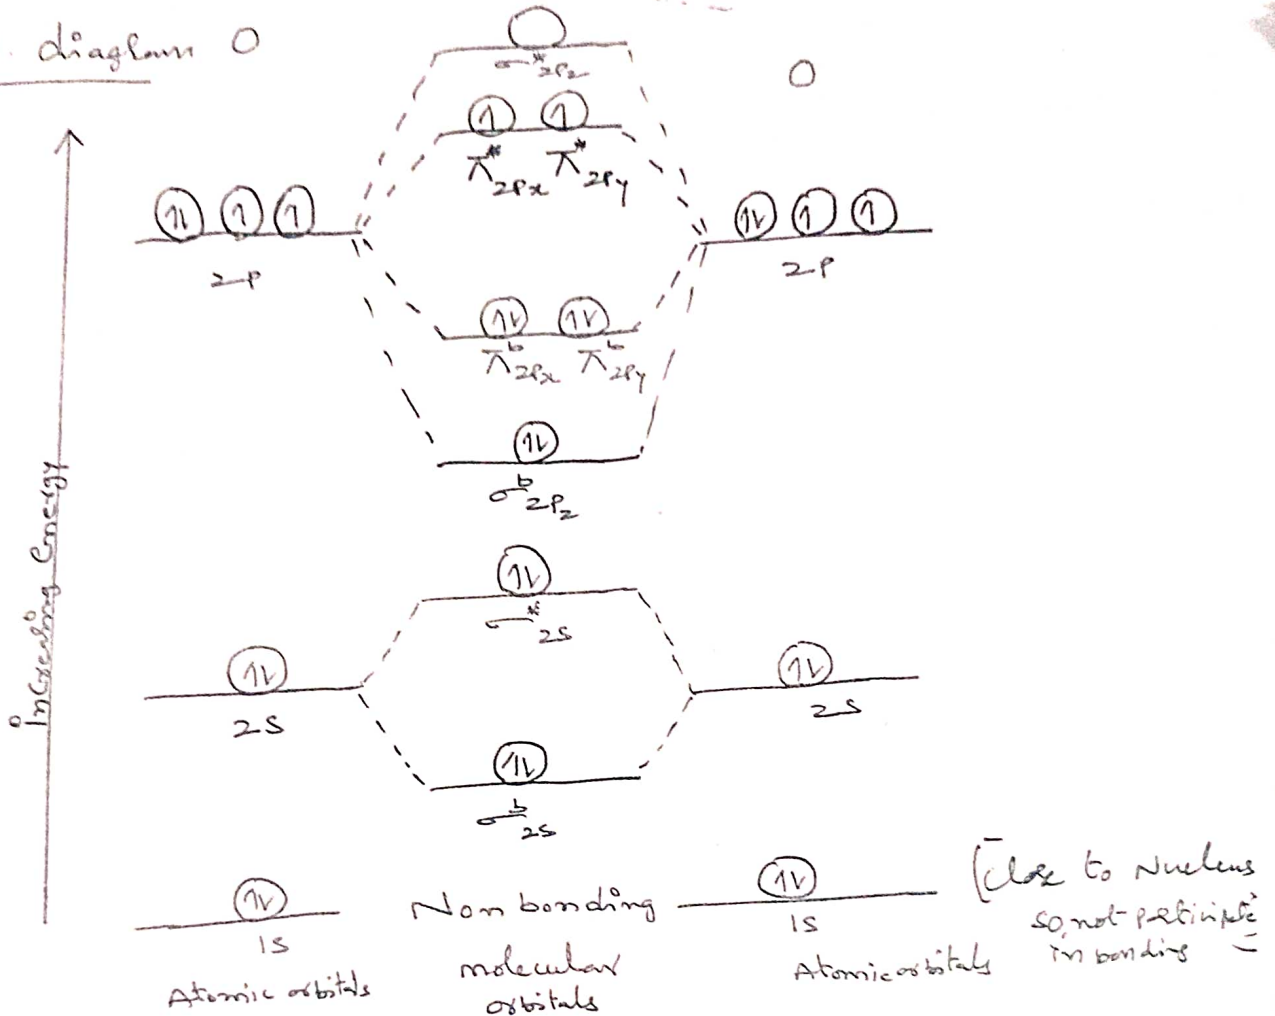 diagram O
O
σ*2Pz
π*2Px π*2Py
2P
2P
πᵇ2Px πᵇ2Py
σᵇ2Pz
Increasing Energy
σ*2S
2S
2S
σᵇ2S
1S
Non bonding
1S
[Close to Nucleus
so, not participate
in bonding
Atomic orbitals
molecular
orbitals
Atomic orbitals